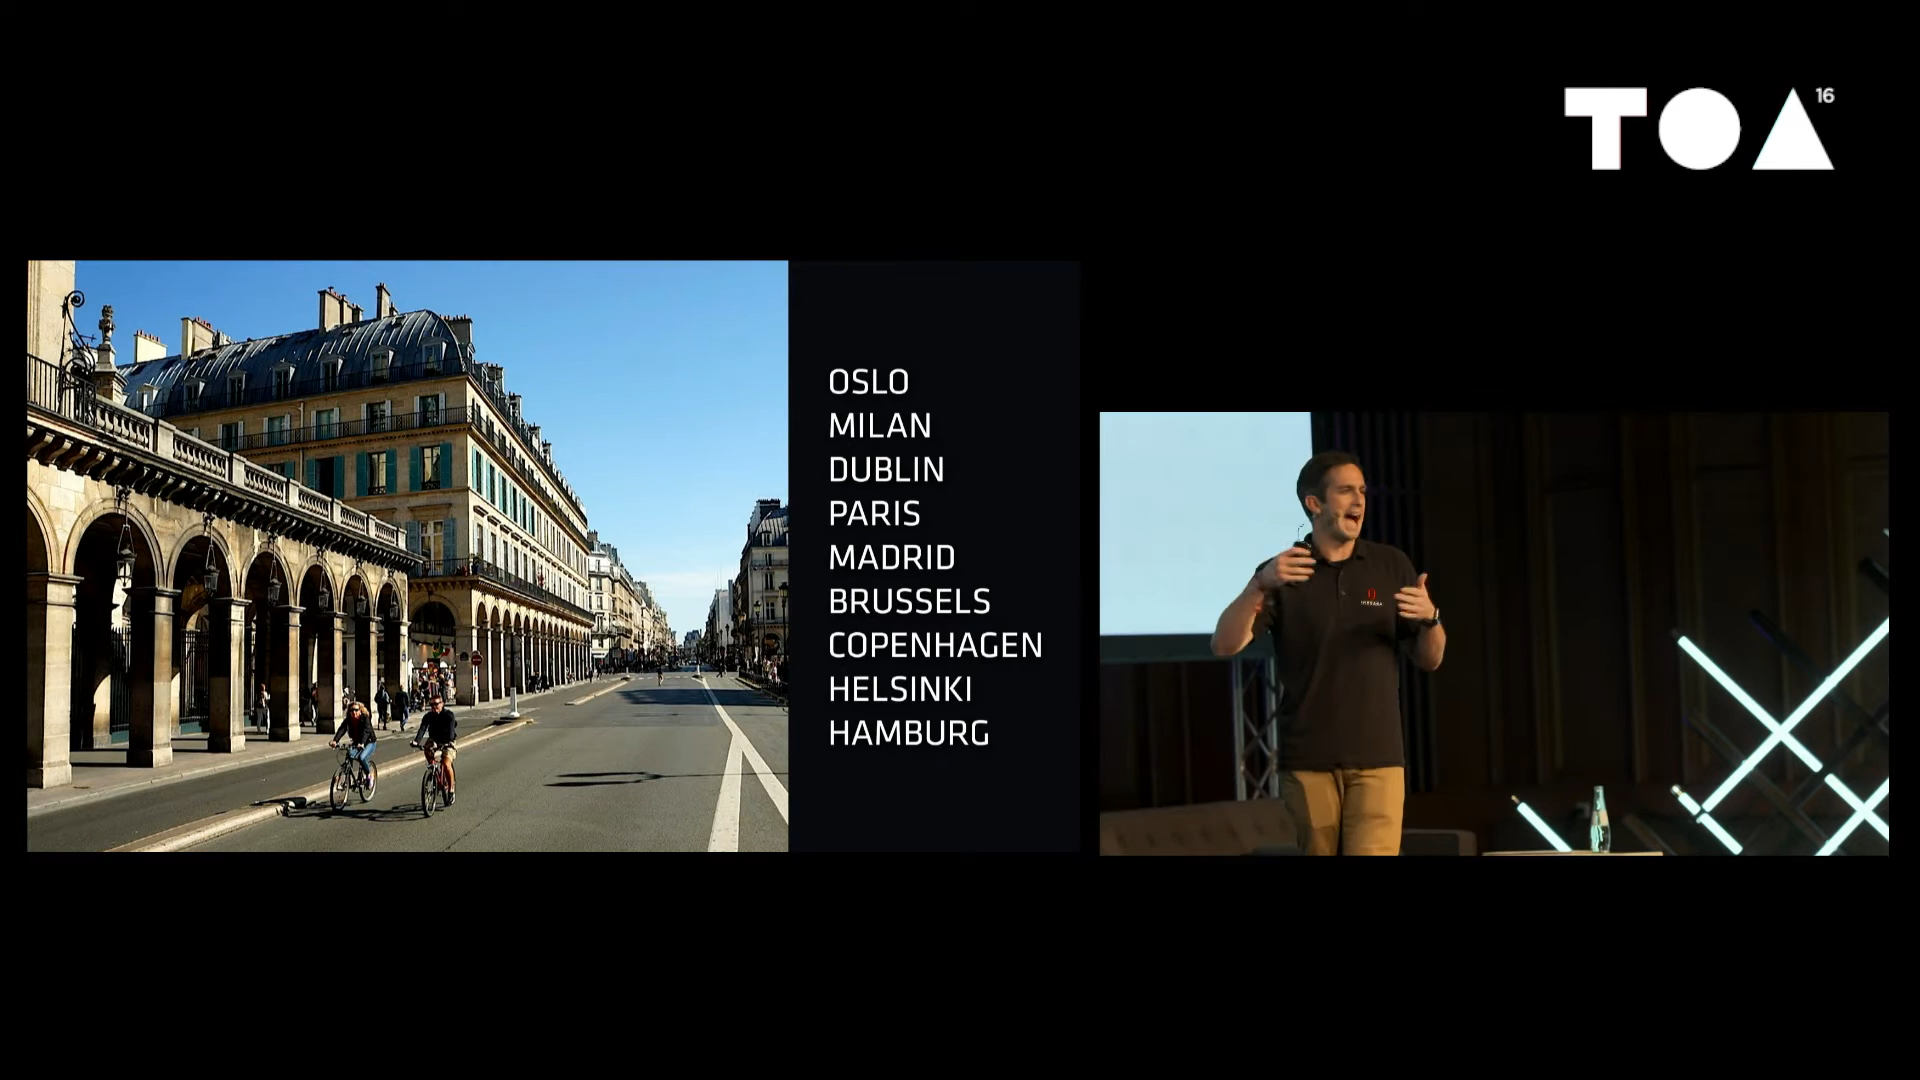 TOA 16
OSLO
MILAN
DUBLIN
PARIS
MADRID
BRUSSELS
COPENHAGEN
HELSINKI
HAMBURG